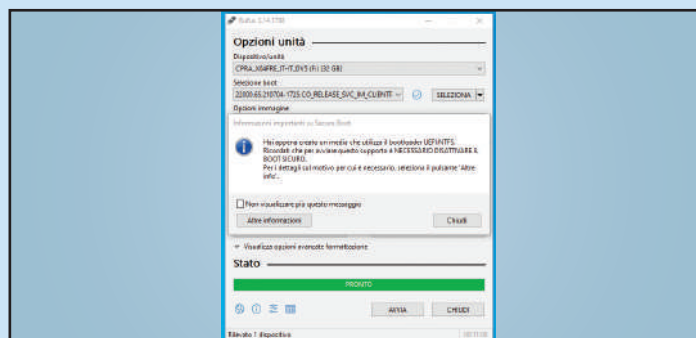 Rufus 3.14.1788
Opzioni unità
Dispositivo/unità
CPRA_X64FRE_IT-IT_DV5 (F:) [32 GB]
Selezione boot
22000.65.210704-1725.CO_RELEASE_SVC_IM_CLIENTF
SELEZIONA
Opzioni immagine
Informazioni importanti su Secure Boot
Hai appena creato un media che utilizza il bootloader UEFI:NTFS.
Ricordati che per avviare questo supporto è NECESSARIO DISATTIVARE IL
BOOT SICURO.
Per i dettagli sul motivo per cui è necessario, seleziona il pulsante 'Altre
info'.
Non visualizzare più questo messaggio
Altre informazioni
Chiudi
Visualizza opzioni avanzate formattazione
Stato
PRONTO
AVVIA
CHIUDI
Rilevato 1 dispositivo